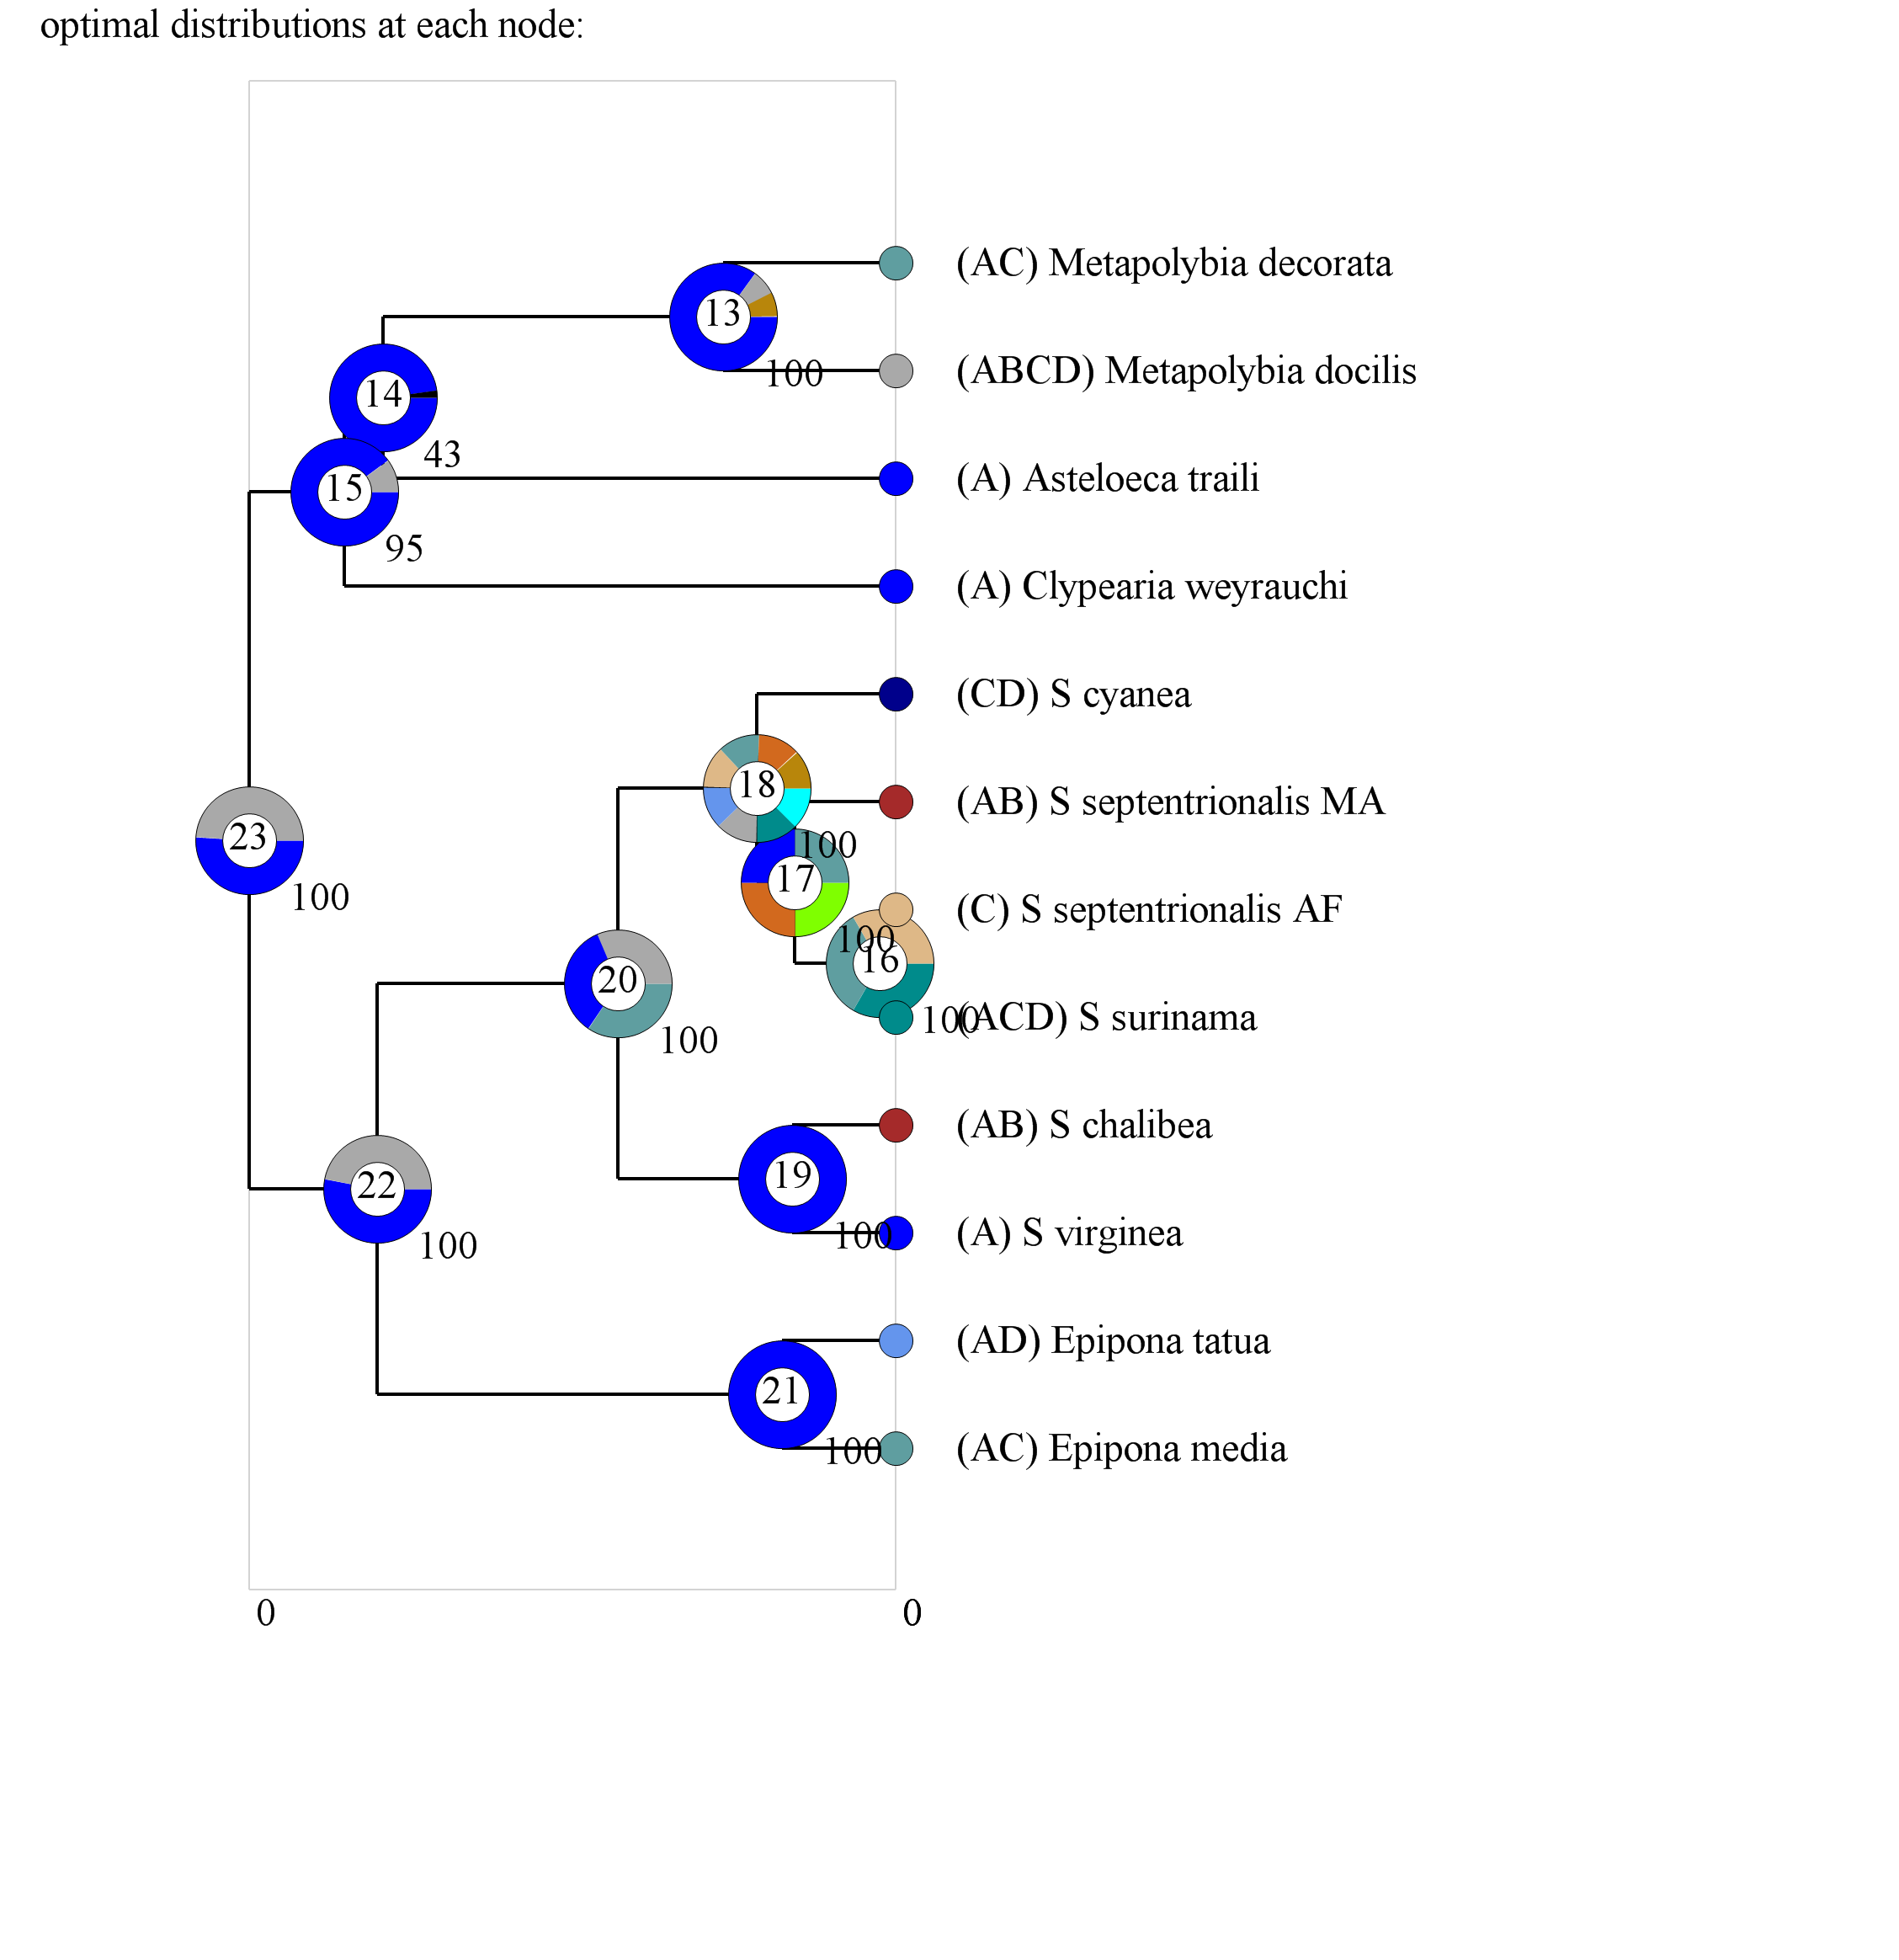 optimal distributions at each node:
(AC) Metapolybia decorata
13
100
(ABCD) Metapolybia docilis
14
43
(A) Asteloeca traili
15
95
(A) Clypearia weyrauchi
(CD) S cyanea
18
(AB) S septentrionalis MA
23
100
100
17
(C) S septentrionalis AF
100
16
20
100
100
(ACD) S surinama
(AB) S chalibea
19
22
100
100
(A) S virginea
(AD) Epipona tatua
21
100
(AC) Epipona media
0
0